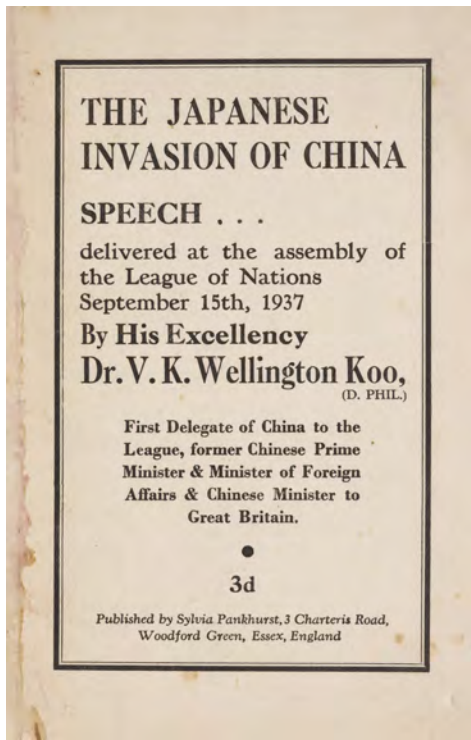 THE JAPANESE
INVASION OF CHINA
SPEECH . . .
delivered at the assembly of
the League of Nations
September 15th, 1937
By His Excellency
Dr. V. K. Wellington Koo,
(D. PHIL.)
First Delegate of China to the
League, former Chinese Prime
Minister & Minister of Foreign
Affairs & Chinese Minister to
Great Britain.
●
3d
Published by Sylvia Pankhurst, 3 Charteris Road,
Woodford Green, Essex, England